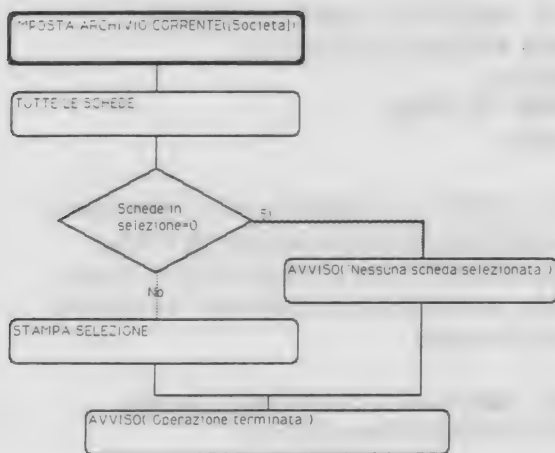 IMPOSTA ARCHIVIO CORRENTE([Societa])
TUTTE LE SCHEDE
Schede in
selezione=0
Si
AVVISO("Nessuna scheda selezionata")
No
STAMPA SELEZIONE
AVVISO("Operazione terminata")